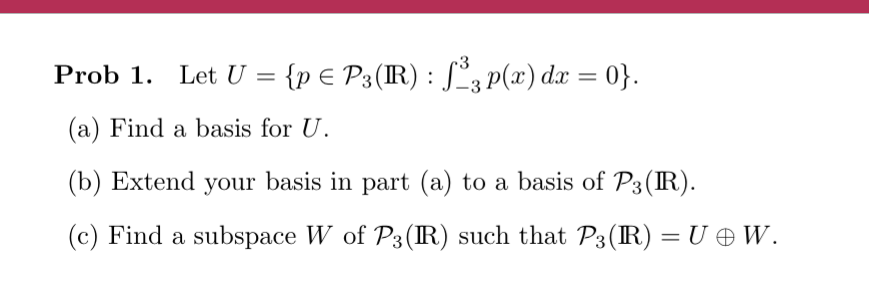 Prob 1. Let U = {p ∈ 𝒫₃(ℝ) : ∫₋₃³ p(x) dx = 0}.
(a) Find a basis for U.
(b) Extend your basis in part (a) to a basis of 𝒫₃(ℝ).
(c) Find a subspace W of 𝒫₃(ℝ) such that 𝒫₃(ℝ) = U ⊕ W.